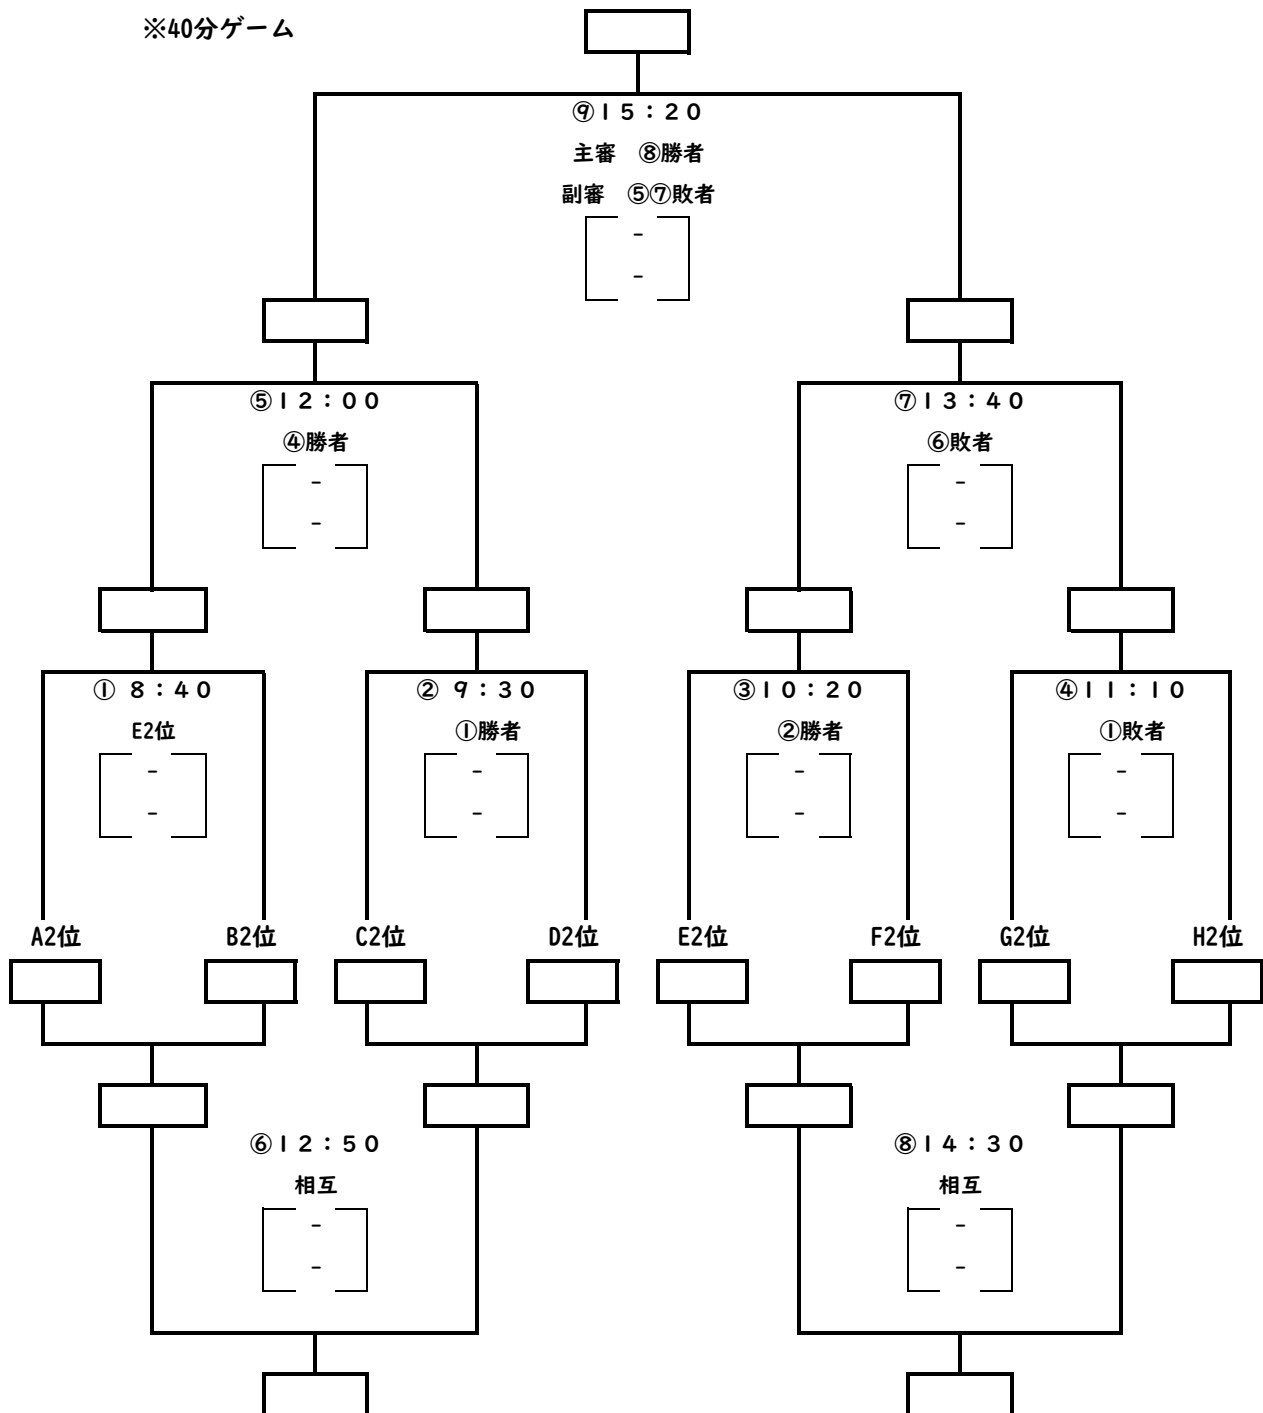 ※40分ゲーム
⑨15：20
主審　⑧勝者
副審　⑤⑦敗者
-
-
⑤12：00
⑦13：40
④勝者
⑥敗者
- -
- -
① 8：40
② 9：30
③10：20
④11：10
E2位
①勝者
②勝者
①敗者
- - - -
- - - -
A2位 B2位 C2位 D2位 E2位 F2位 G2位 H2位
⑥12：50
⑧14：30
相互
相互
- -
- -